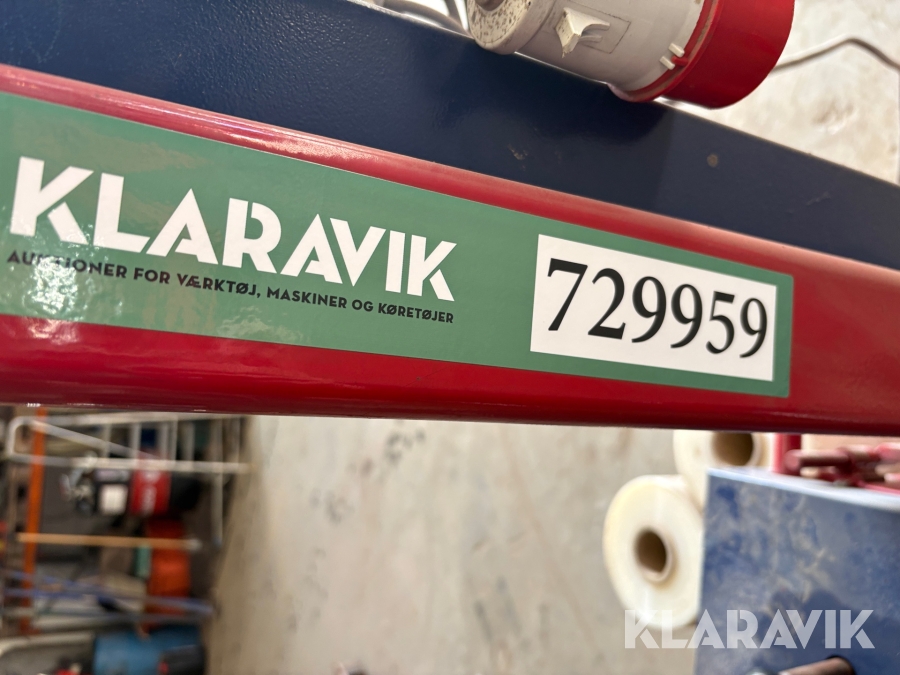 KLARAVIK
AUKTIONER FOR VÆRKTØJ, MASKINER OG KØRETØJER
729959
KLARAVIK